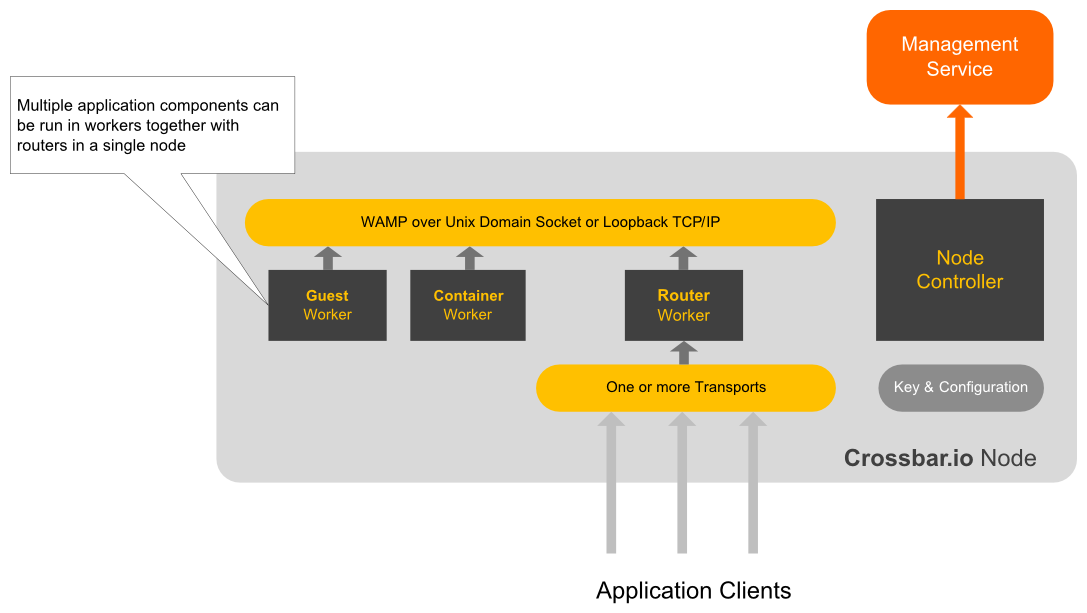 Management
Service
Multiple application components can
be run in workers together with
routers in a single node
WAMP over Unix Domain Socket or Loopback TCP/IP
Guest
Worker
Container
Worker
Router
Worker
Node
Controller
One or more Transports
Key & Configuration
Crossbar.io Node
Application Clients